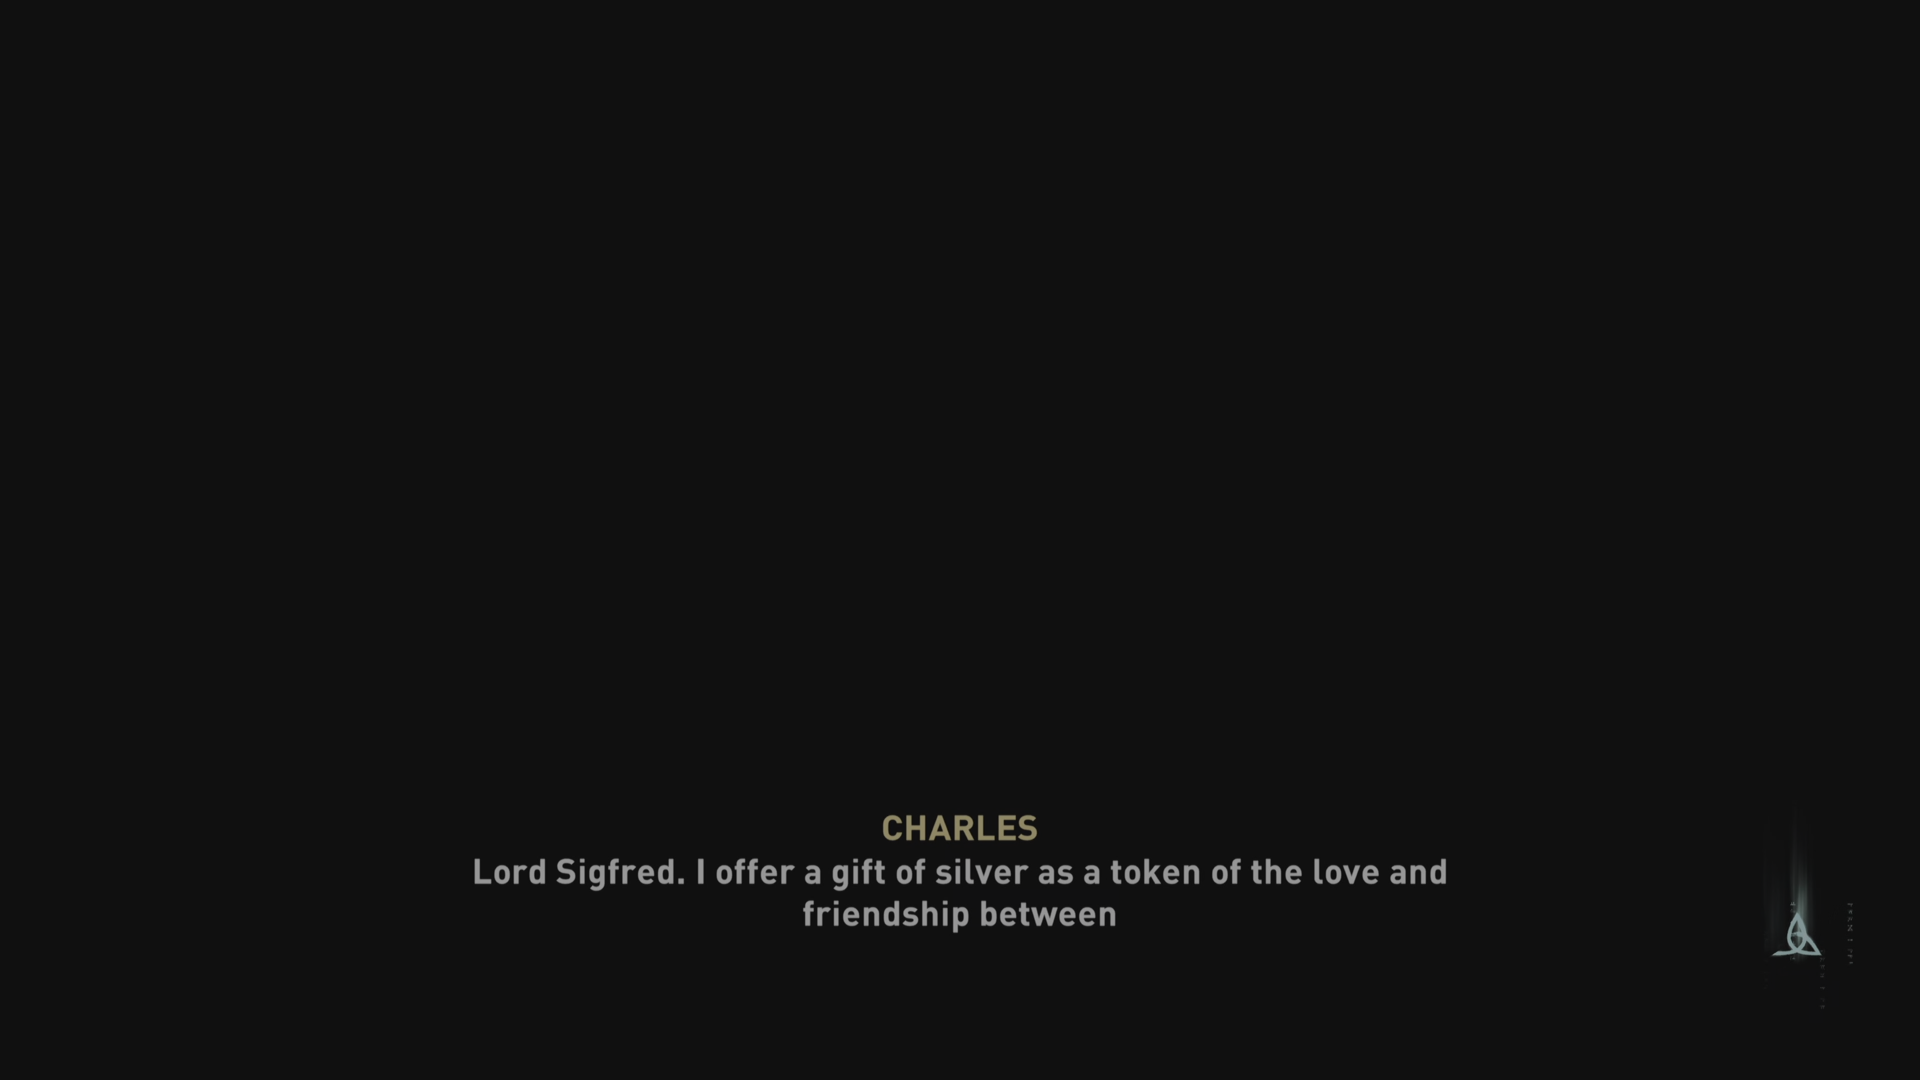 CHARLES
Lord Sigfred. I offer a gift of silver as a token of the love and
friendship between